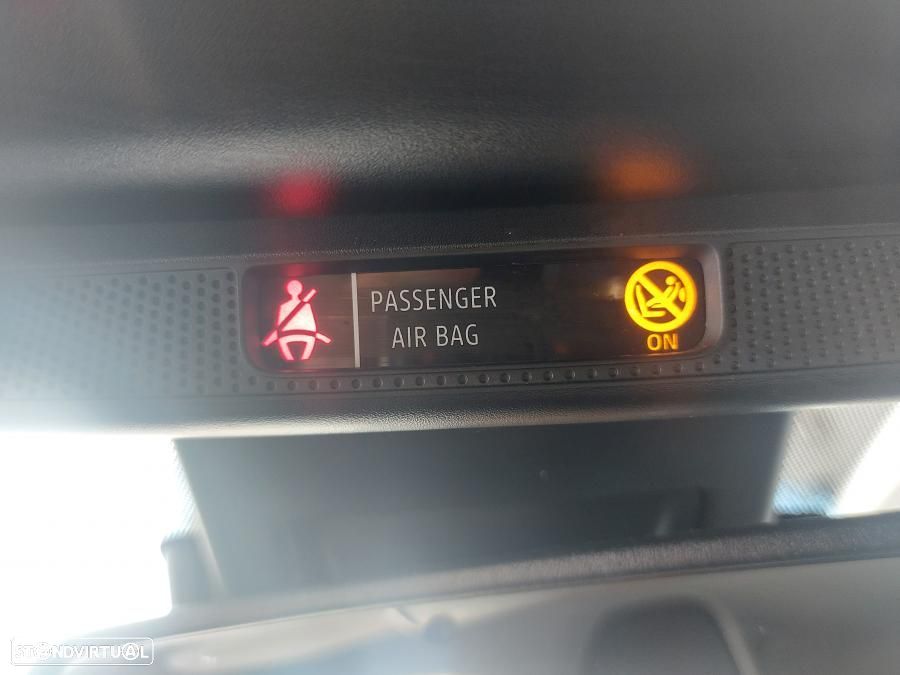 PASSENGER
AIR BAG
ON
STANDVIRTUAL